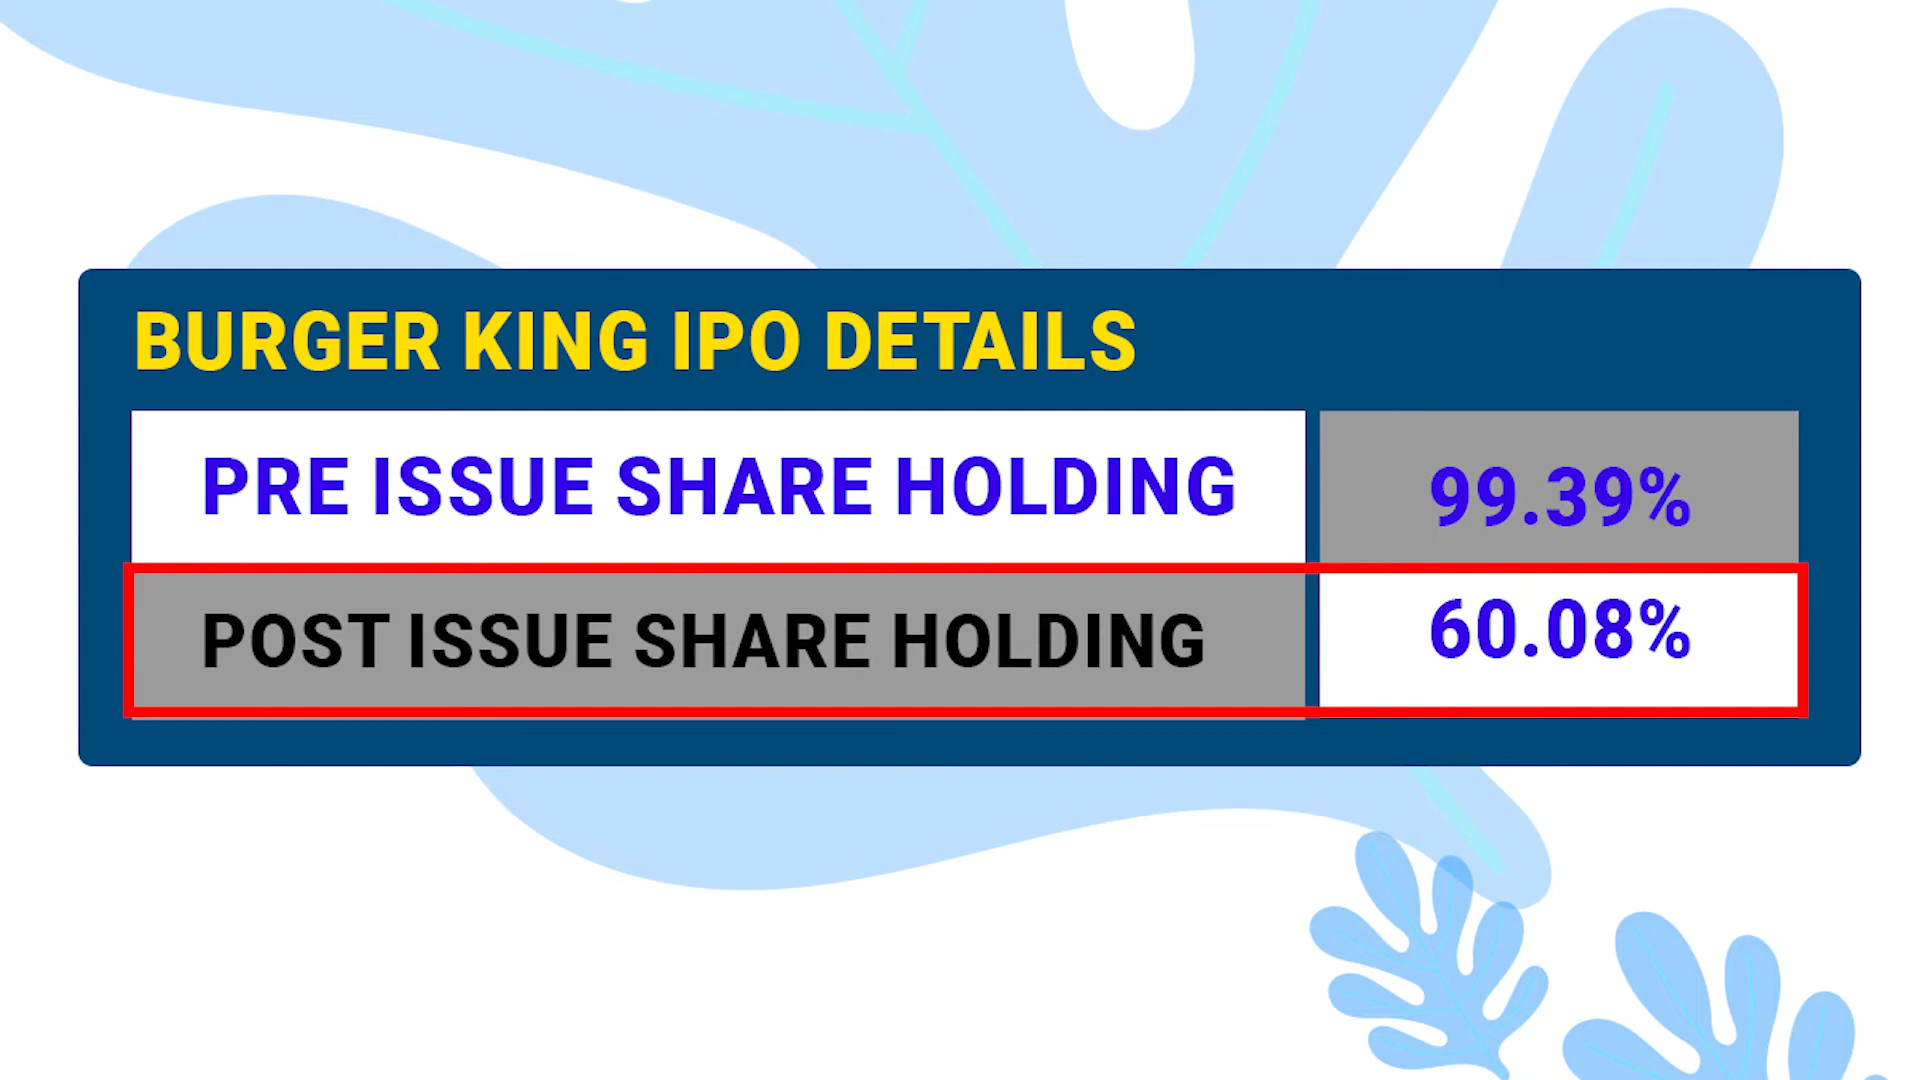 BURGER KING IPO DETAILS
PRE ISSUE SHARE HOLDING 99.39%
POST ISSUE SHARE HOLDING 60.08%